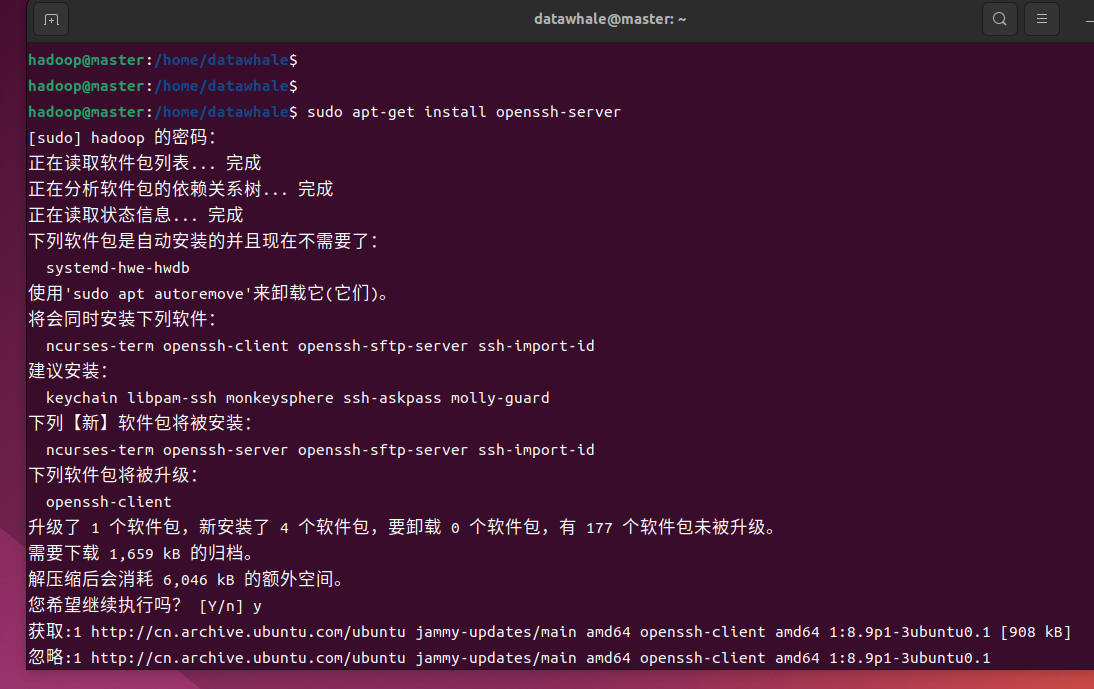 datawhale@master: ~
hadoop@master:/home/datawhale$
hadoop@master:/home/datawhale$
hadoop@master:/home/datawhale$ sudo apt-get install openssh-server
[sudo] hadoop 的密码：
正在读取软件包列表... 完成
正在分析软件包的依赖关系树... 完成
正在读取状态信息... 完成
下列软件包是自动安装的并且现在不需要了：
  systemd-hwe-hwdb
使用'sudo apt autoremove'来卸载它(它们)。
将会同时安装下列软件：
  ncurses-term openssh-client openssh-sftp-server ssh-import-id
建议安装：
  keychain libpam-ssh monkeysphere ssh-askpass molly-guard
下列【新】软件包将被安装：
  ncurses-term openssh-server openssh-sftp-server ssh-import-id
下列软件包将被升级：
  openssh-client
升级了 1 个软件包，新安装了 4 个软件包，要卸载 0 个软件包，有 177 个软件包未被升级。
需要下载 1,659 kB 的归档。
解压缩后会消耗 6,046 kB 的额外空间。
您希望继续执行吗？ [Y/n] y
获取:1 http://cn.archive.ubuntu.com/ubuntu jammy-updates/main amd64 openssh-client amd64 1:8.9p1-3ubuntu0.1 [908 kB]
忽略:1 http://cn.archive.ubuntu.com/ubuntu jammy-updates/main amd64 openssh-client amd64 1:8.9p1-3ubuntu0.1